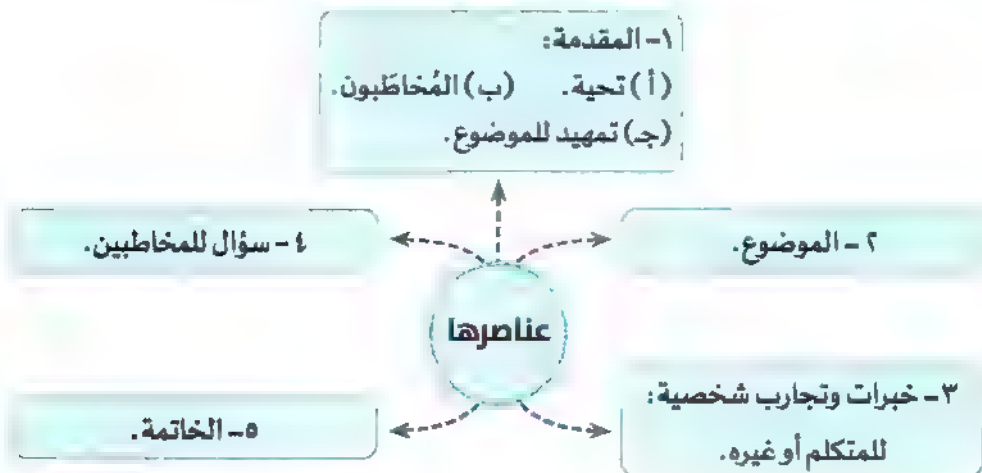 ١- المقدمة:
(أ) تحية. (ب) المُخاطَبون.
(جـ) تمهيد للموضوع.
٢- الموضوع.
٤- سؤال للمخاطبين.
عناصرها
٣- خبرات وتجارب شخصية:
للمتكلم أو غيره.
٥- الخاتمة.